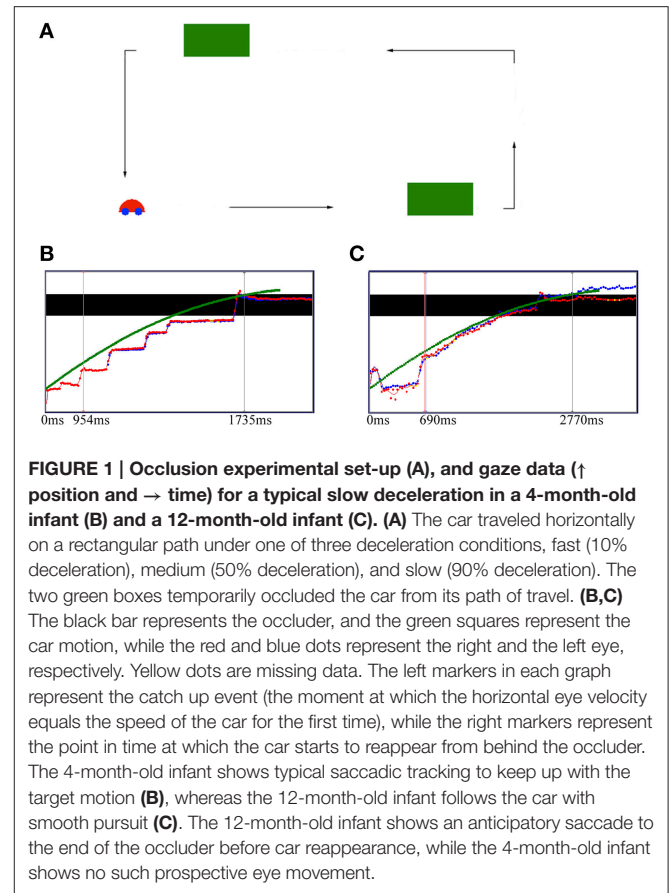 A
B
C
0ms 954ms 1735ms
0ms 690ms 2770ms
FIGURE 1 | Occlusion experimental set-up (A), and gaze data (↑
position and → time) for a typical slow deceleration in a 4-month-old
infant (B) and a 12-month-old infant (C). (A) The car traveled horizontally
on a rectangular path under one of three deceleration conditions, fast (10%
deceleration), medium (50% deceleration), and slow (90% deceleration). The
two green boxes temporarily occluded the car from its path of travel. (B,C)
The black bar represents the occluder, and the green squares represent the
car motion, while the red and blue dots represent the right and the left eye,
respectively. Yellow dots are missing data. The left markers in each graph
represent the catch up event (the moment at which the horizontal eye velocity
equals the speed of the car for the first time), while the right markers represent
the point in time at which the car starts to reappear from behind the occluder.
The 4-month-old infant shows typical saccadic tracking to keep up with the
target motion (B), whereas the 12-month-old infant follows the car with
smooth pursuit (C). The 12-month-old infant shows an anticipatory saccade to
the end of the occluder before car reappearance, while the 4-month-old infant
shows no such prospective eye movement.